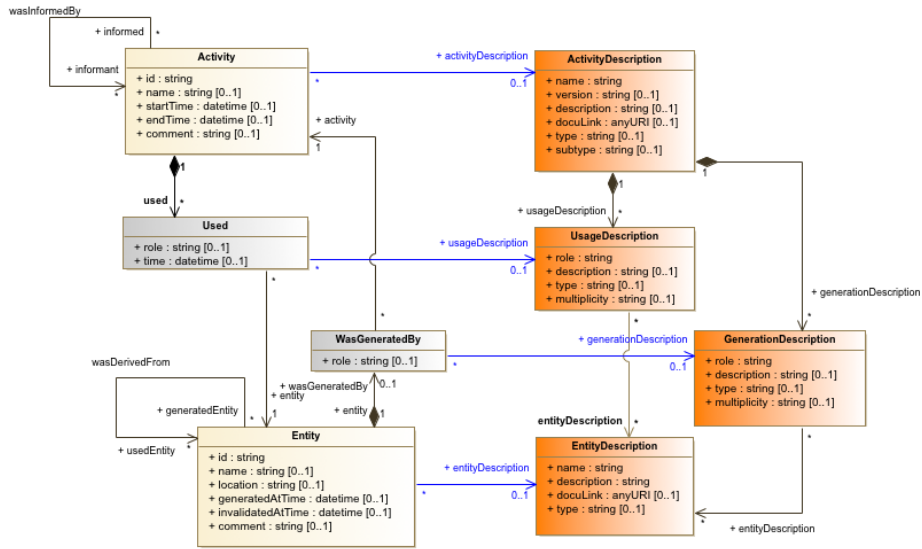 wasInformedBy
+ informed
*
+ informant
*
Activity
+ id : string
+ name : string [0..1]
+ startTime : datetime [0..1]
+ endTime : datetime [0..1]
+ comment : string [0..1]
+ activityDescription
*
0..1
ActivityDescription
+ name : string
+ version : string [0..1]
+ description : string [0..1]
+ docuLink : anyURI [0..1]
+ type : string [0..1]
+ subtype : string [0..1]
+ activity
1
1
used
*
1
+ usageDescription
*
1
+ generationDescription
*
Used
+ role : string [0..1]
+ time : datetime [0..1]
+ usageDescription
*
0..1
UsageDescription
+ role : string
+ description : string [0..1]
+ type : string [0..1]
+ multiplicity : string [0..1]
*
*
*
WasGeneratedBy
+ role : string [0..1]
+ generationDescription
*
0..1
GenerationDescription
+ role : string
+ description : string [0..1]
+ type : string [0..1]
+ multiplicity : string [0..1]
wasDerivedFrom
+ wasGeneratedBy
0..1
+ entity
1
+ entity
1
+ generatedEntity
*
+ usedEntity
*
entityDescription
*
*
Entity
+ id : string
+ name : string [0..1]
+ location : string [0..1]
+ generatedAtTime : datetime [0..1]
+ invalidatedAtTime : datetime [0..1]
+ comment : string [0..1]
+ entityDescription
*
0..1
EntityDescription
+ name : string
+ description : string
+ docuLink : anyURI [0..1]
+ type : string [0..1]
*
+ entityDescription